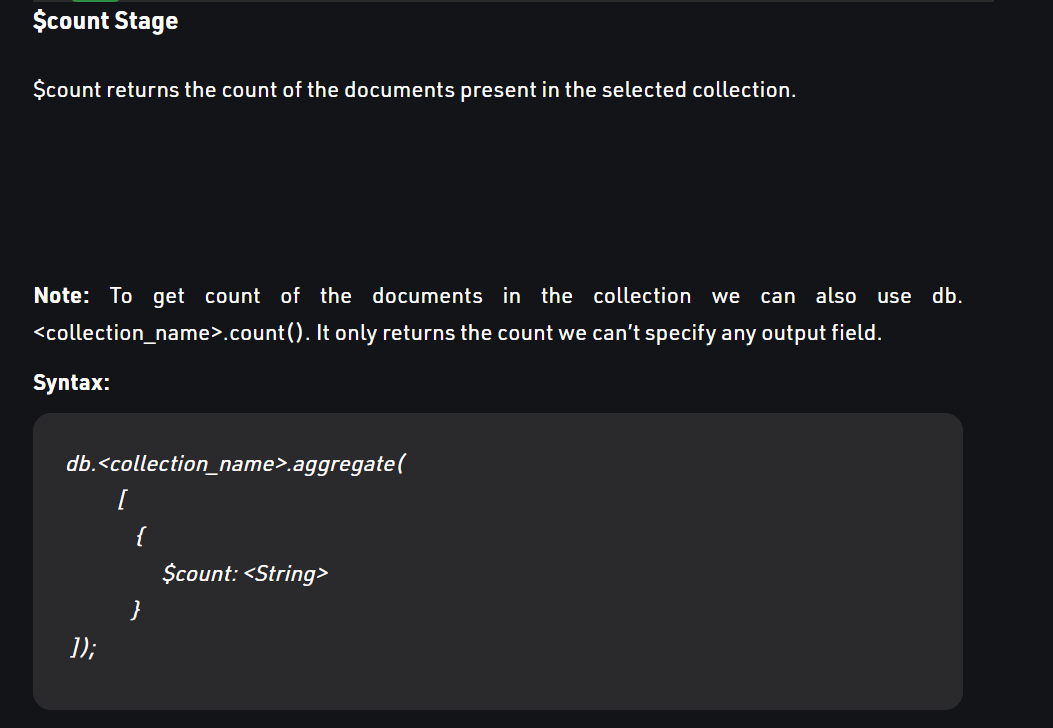 $count Stage
$count returns the count of the documents present in the selected collection.
Note: To get count of the documents in the collection we can also use db.
<collection_name>.count(). It only returns the count we can’t specify any output field.
Syntax:
db.<collection_name>.aggregate(
[
{
$count: <String>
}
]);